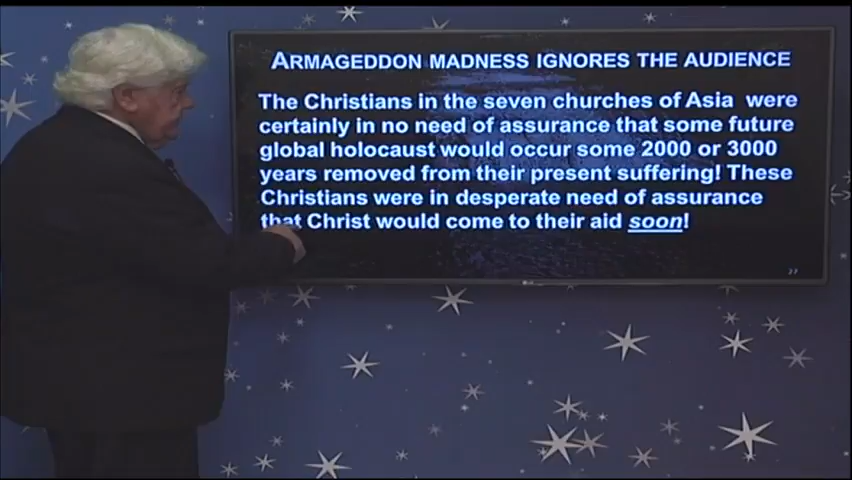 ARMAGEDDON MADNESS IGNORES THE AUDIENCE
The Christians in the seven churches of Asia were
certainly in no need of assurance that some future
global holocaust would occur some 2000 or 3000
years removed from their present suffering! These
Christians were in desperate need of assurance
that Christ would come to their aid soon!
27
LG